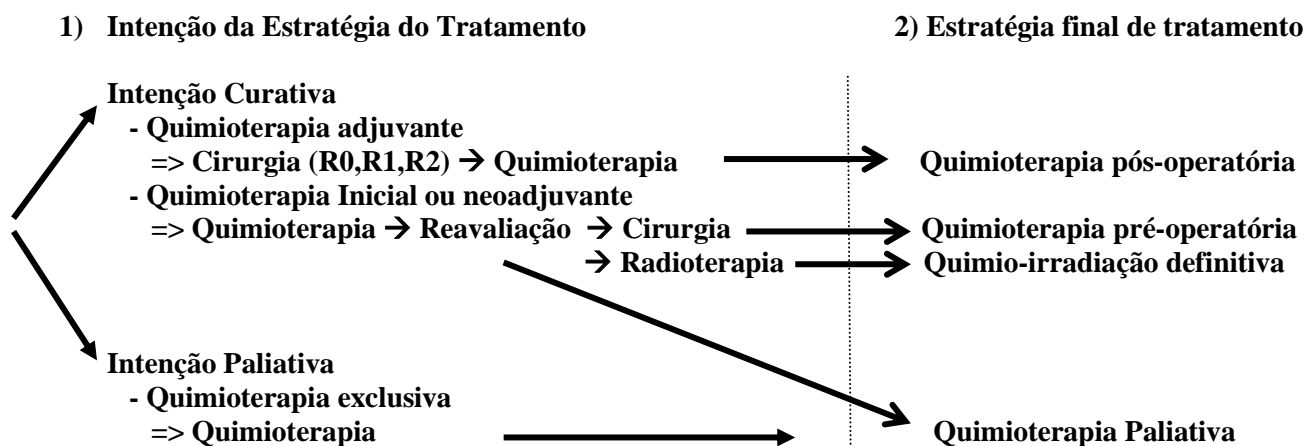 1) Intenção da Estratégia do Tratamento 2) Estratégia final de tratamento
Intenção Curativa
- Quimioterapia adjuvante
=> Cirurgia (R0,R1,R2) → Quimioterapia Quimioterapia pós-operatória
- Quimioterapia Inicial ou neoadjuvante
=> Quimioterapia → Reavaliação → Cirurgia Quimioterapia pré-operatória
→ Radioterapia Quimio-irradiação definitiva
Intenção Paliativa
- Quimioterapia exclusiva
=> Quimioterapia Quimioterapia Paliativa